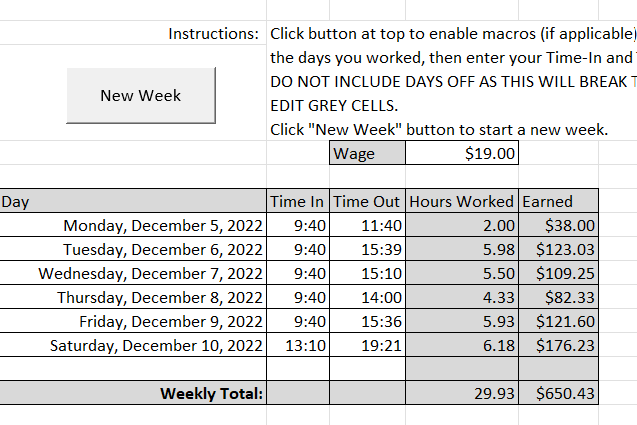 Instructions: Click button at top to enable macros (if applicable)
the days you worked, then enter your Time-In and
DO NOT INCLUDE DAYS OFF AS THIS WILL BREAK
New Week
EDIT GREY CELLS.
Click "New Week" button to start a new week.
Wage $19.00
Day Time In Time Out Hours Worked Earned
Monday, December 5, 2022 9:40 11:40 2.00 $38.00
Tuesday, December 6, 2022 9:40 15:39 5.98 $123.03
Wednesday, December 7, 2022 9:40 15:10 5.50 $109.25
Thursday, December 8, 2022 9:40 14:00 4.33 $82.33
Friday, December 9, 2022 9:40 15:36 5.93 $121.60
Saturday, December 10, 2022 13:10 19:21 6.18 $176.23
Weekly Total: 29.93 $650.43